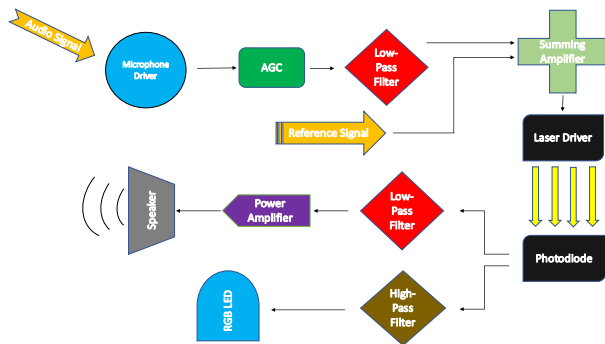 Audio Signal
Microphone
Driver
AGC
Low-
Pass
Filter
Summing
Amplifier
Reference Signal
Laser Driver
Speaker
Power
Amplifier
Low-
Pass
Filter
Photodiode
RGB LED
High-
Pass
Filter